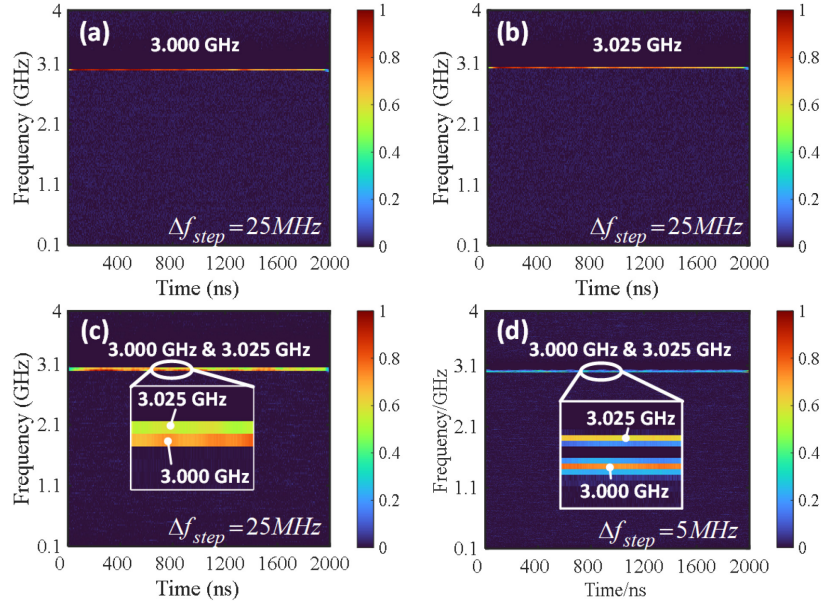 (a)
3.000 GHz
Frequency (GHz)
4
3.1
2.1
1.1
0.1
0
400
800
1200
1600
2000
Time (ns)
Δf_step=25MHz
1
0.8
0.6
0.4
0.2
0
(b)
3.025 GHz
Frequency (GHz)
4
3.1
2.1
1.1
0.1
0
400
800
1200
1600
2000
Time (ns)
Δf_step=25MHz
1
0.8
0.6
0.4
0.2
0
(c)
3.000 GHz & 3.025 GHz
3.025 GHz
3.000 GHz
Frequency (GHz)
4
3.1
2.1
1.1
0.1
0
400
800
1200
1600
2000
Time (ns)
Δf_step=25MHz
1
0.8
0.6
0.4
0.2
0
(d)
3.000 GHz & 3.025 GHz
3.025 GHz
3.000 GHz
Frequency/GHz
4
3.1
2.1
1.1
0.1
0
400
800
1200
1600
2000
Time/ns
Δf_step=5MHz
1
0.8
0.6
0.4
0.2
0